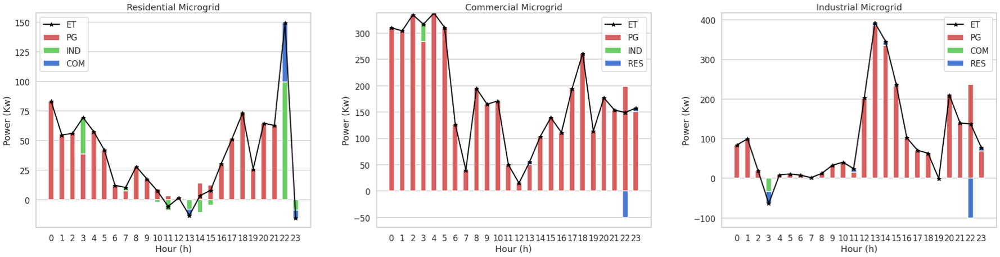 Residential Microgrid
ET
PG
IND
COM
150
125
100
75
50
25
0
Power (Kw)
0 1 2 3 4 5 6 7 8 9 10 11 12 13 14 15 16 17 18 19 20 21 22 23
Hour (h)
Commercial Microgrid
ET
PG
IND
RES
300
250
200
150
100
50
0
−50
Power (Kw)
0 1 2 3 4 5 6 7 8 9 10 11 12 13 14 15 16 17 18 19 20 21 22 23
Hour (h)
Industrial Microgrid
ET
PG
COM
RES
400
300
200
100
0
−100
Power (Kw)
0 1 2 3 4 5 6 7 8 9 10 11 12 13 14 15 16 17 18 19 20 21 22 23
Hour (h)